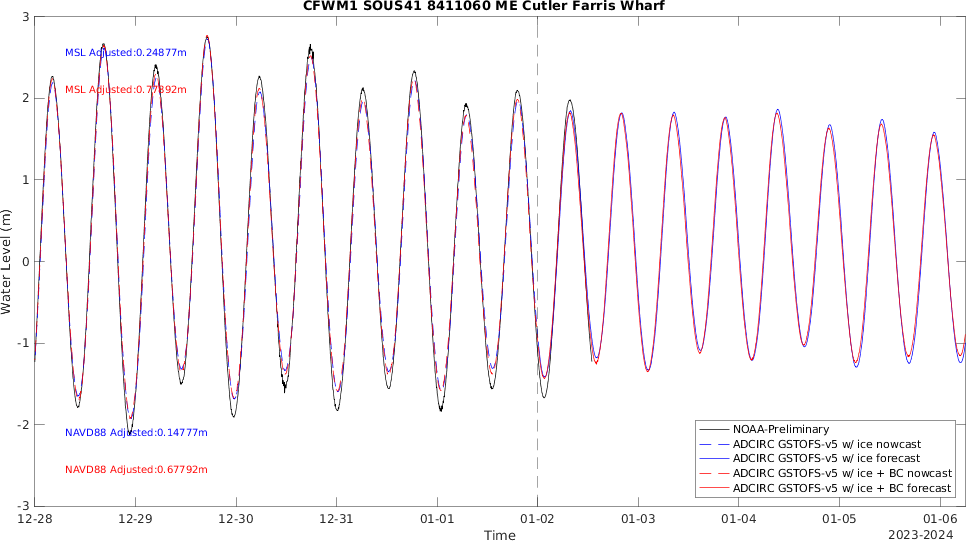 CFWM1 SOUS41 8411060 ME Cutler Farris Wharf
3
2
1
0
-1
-2
-3
Water Level (m)
MSL Adjusted:0.24877m
MSL Adjusted:0.77892m
NAVD88 Adjusted:0.14777m
NAVD88 Adjusted:0.67792m
NOAA-Preliminary
ADCIRC GSTOFS-v5 w/ ice nowcast
ADCIRC GSTOFS-v5 w/ ice forecast
ADCIRC GSTOFS-v5 w/ ice + BC nowcast
ADCIRC GSTOFS-v5 w/ ice + BC forecast
12-28 12-29 12-30 12-31 01-01 01-02 01-03 01-04 01-05 01-06
Time
2023-2024